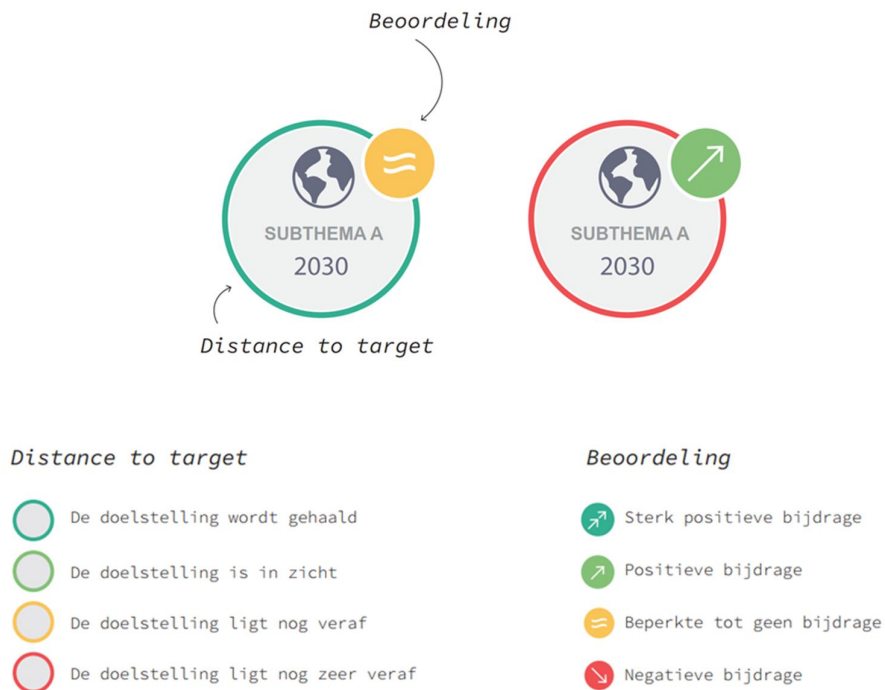 Beoordeling
SUBTHEMA A
2030
SUBTHEMA A
2030
Distance to target
Distance to target
De doelstelling wordt gehaald
De doelstelling is in zicht
De doelstelling ligt nog veraf
De doelstelling ligt nog zeer veraf
Beoordeling
Sterk positieve bijdrage
Positieve bijdrage
Beperkte tot geen bijdrage
Negatieve bijdrage